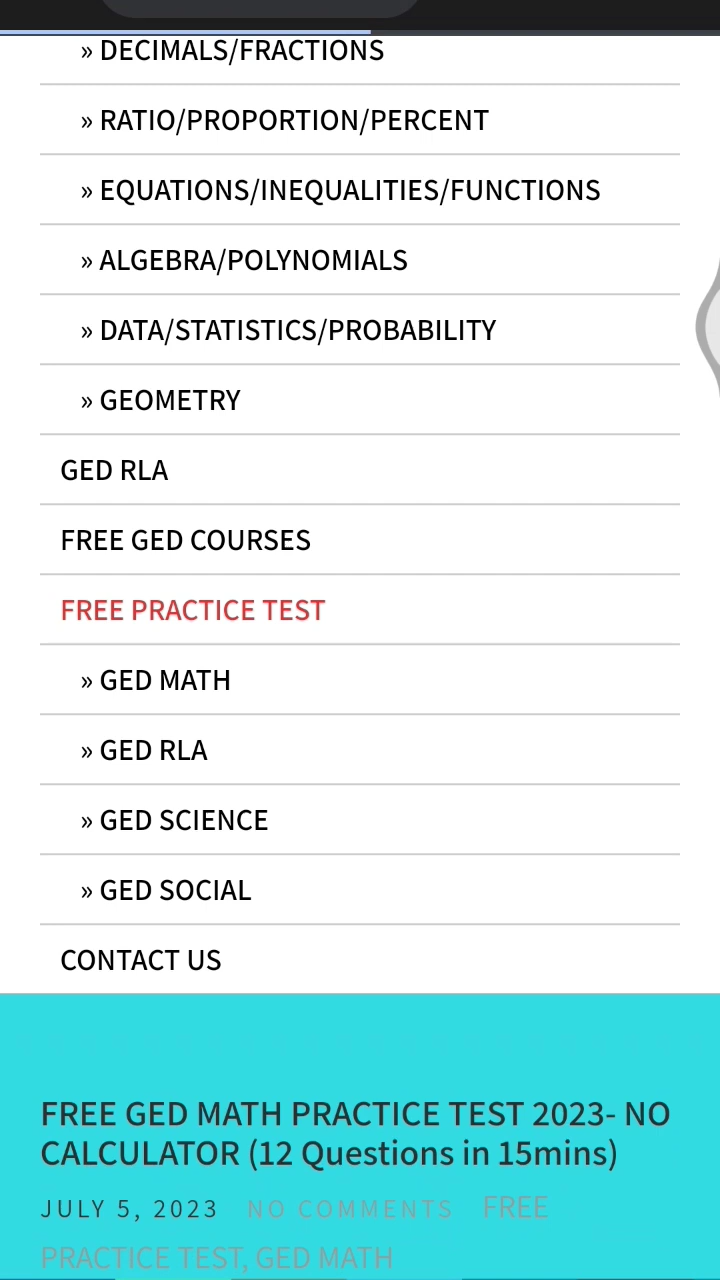 » DECIMALS/FRACTIONS
» RATIO/PROPORTION/PERCENT
» EQUATIONS/INEQUALITIES/FUNCTIONS
» ALGEBRA/POLYNOMIALS
» DATA/STATISTICS/PROBABILITY
» GEOMETRY
GED RLA
FREE GED COURSES
FREE PRACTICE TEST
» GED MATH
» GED RLA
» GED SCIENCE
» GED SOCIAL
CONTACT US
FREE GED MATH PRACTICE TEST 2023- NO
CALCULATOR (12 Questions in 15mins)
JULY 5, 2023 NO COMMENTS FREE
PRACTICE TEST, GED MATH